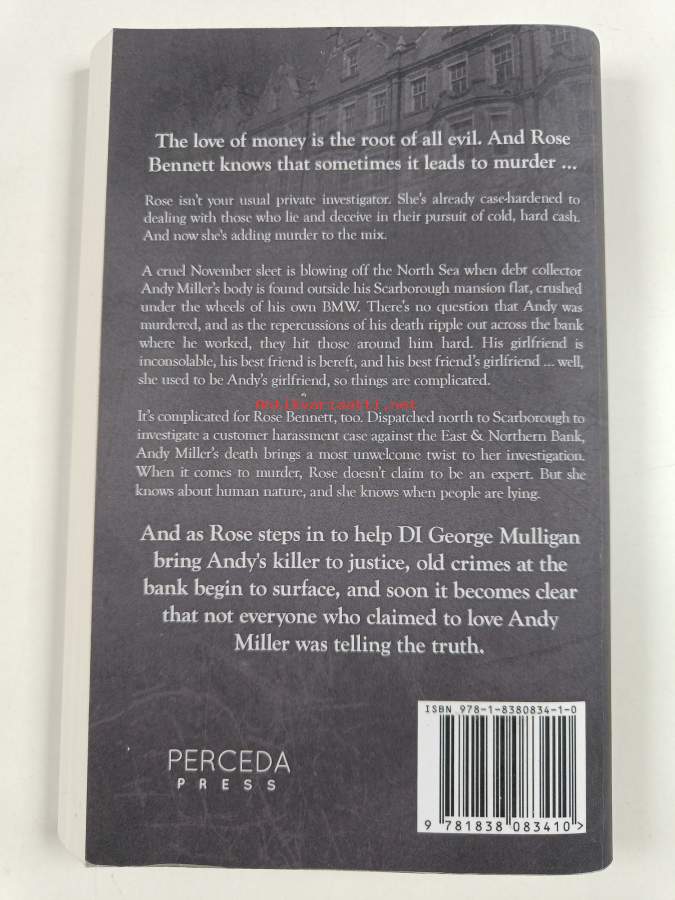 The love of money is the root of all evil. And Rose
Bennett knows that sometimes it leads to murder ...
Rose isn't your usual private investigator. She's already case-hardened to
dealing with those who lie and deceive in their pursuit of cold, hard cash.
And now she's adding murder to the mix.
A cruel November sleet is blowing off the North Sea when debt collector
Andy Miller's body is found outside his Scarborough mansion flat, crushed
under the wheels of his own BMW. There's no question that Andy was
murdered, and as the repercussions of his death ripple out across the bank
where he worked, they hit those around him hard. His girlfriend is
inconsolable, his best friend is bereft, and his best friend's girlfriend ... well,
she used to be Andy's girlfriend, so things are complicated.
Antikvariaatti.net
It's complicated for Rose Bennett, too. Dispatched north to Scarborough to
investigate a customer harassment case against the East & Northern Bank,
Andy Miller's death brings a most unwelcome twist to her investigation.
When it comes to murder, Rose doesn't claim to be an expert. But she
knows about human nature, and she knows when people are lying.
And as Rose steps in to help DI George Mulligan
bring Andy's killer to justice, old crimes at the
bank begin to surface, and soon it becomes clear
that not everyone who claimed to love Andy
Miller was telling the truth.
ISBN 978-1-8380834-1-0
PERCEDA
PRESS
9 781838 083410 >